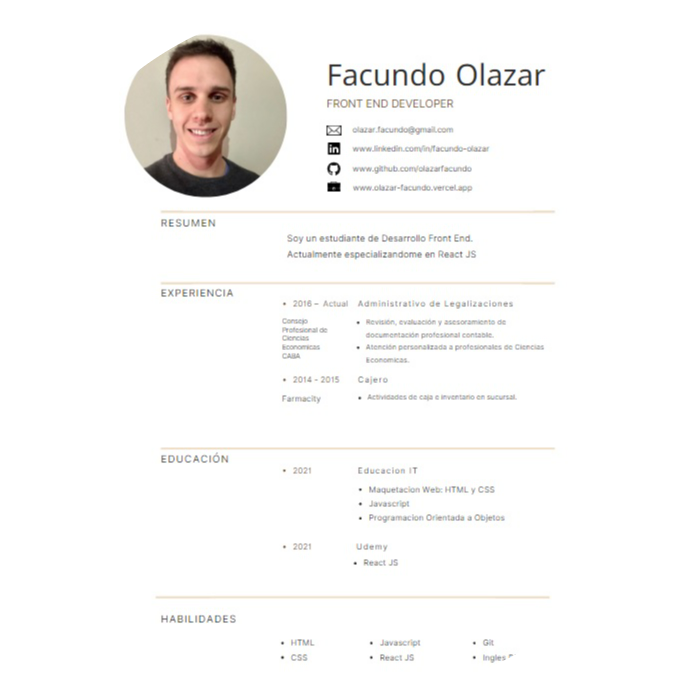 Facundo Olazar
FRONT END DEVELOPER
olazar.facundo@gmail.com
www.linkedin.com/in/facundo-olazar
www.github.com/olazarfacundo
www.olazar-facundo.vercel.app
RESUMEN
Soy un estudiante de Desarrollo Front End.
Actualmente especializandome en React JS
EXPERIENCIA
• 2016 – Actual Administrativo de Legalizaciones
Consejo
Profesional de
Ciencias
Economicas
CABA
• Revisión, evaluación y asesoramiento de
documentación profesional contable.
• Atención personalizada a profesionales de Ciencias
Economicas.
• 2014 - 2015 Cajero
Farmacity
• Actividades de caja e inventario en sucursal.
EDUCACIÓN
• 2021 Educacion IT
• Maquetacion Web: HTML y CSS
• Javascript
• Programacion Orientada a Objetos
• 2021 Udemy
• React JS
HABILIDADES
• HTML • Javascript • Git
• CSS • React JS • Ingles